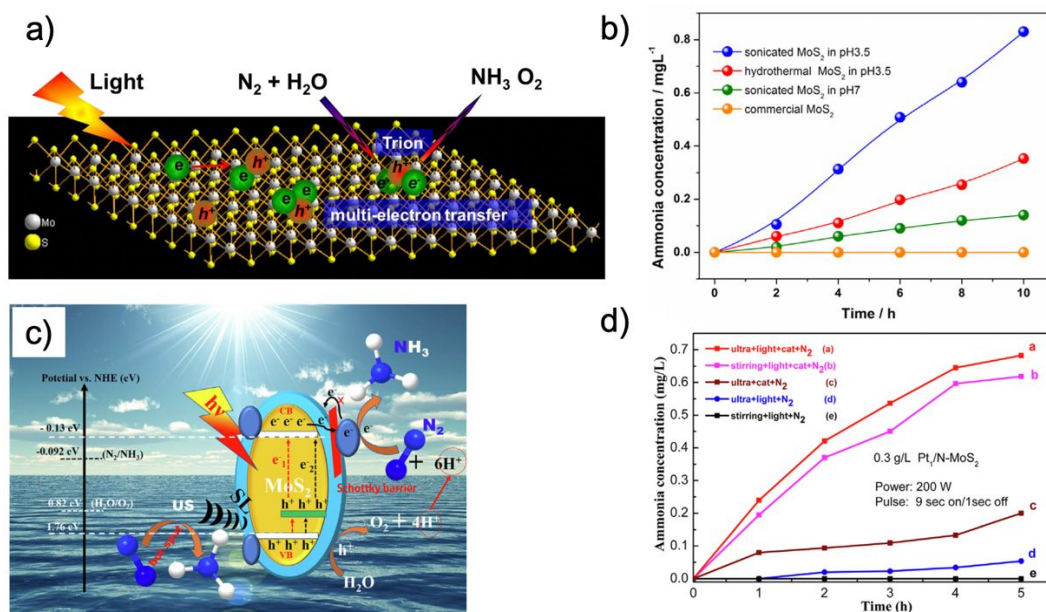 a)
Light
N₂ + H₂O
NH₃ O₂
Trion
e
h⁺
e
h⁺
e
e
h⁺
e⁻
h⁺
e⁻
multi-electron transfer
Mo
S
b)
Ammonia concentration / mgL⁻¹
0.8
0.6
0.4
0.2
0.0
sonicated MoS₂ in pH3.5
hydrothermal MoS₂ in pH3.5
sonicated MoS₂ in pH7
commercial MoS₂
0 2 4 6 8 10
Time / h
c)
Potetial vs. NHE (eV)
- 0.13 eV
-0.092 eV
(N₂/NH₃)
0.82 eV
(H₂O/O₂)
1.76 eV
hv
US
SL
CB
e⁻ e⁻ e⁻ e⁻
e⁻
x
e⁻
e⁻
e⁻₁
e⁻₂
MoS₂
Schottky barrier
h⁺ h⁺ h⁺
h⁺ h⁺ h⁺
VB
h⁺
NH₃
N₂
+ 6H⁺
O₂ + 4H⁺
H₂O
d)
Ammonia concentration (mg/L)
0.7
0.6
0.5
0.4
0.3
0.2
0.1
0.0
ultra+light+cat+N₂ (a)
stirring+light+cat+N₂(b)
ultra+cat+N₂ (c)
ultra+light+N₂ (d)
stirring+light+N₂ (e)
0.3 g/L Pt₁/N-MoS₂
Power: 200 W
Pulse: 9 sec on/1sec off
a
b
c
d
e
0 1 2 3 4 5
Time (h)